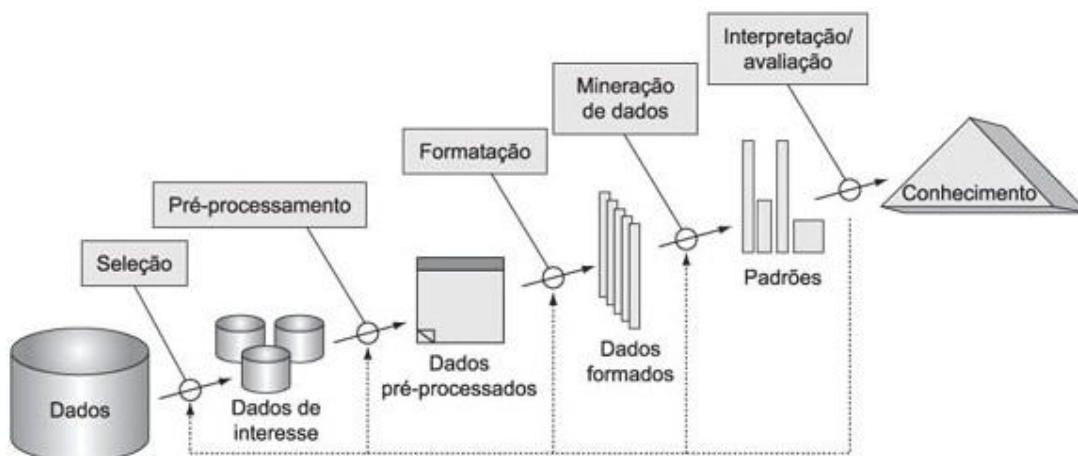 Interpretação/
avaliação
Mineração
de dados
Formatação
Pré-processamento
Seleção
Conhecimento
Padrões
Dados
formados
Dados
pré-processados
Dados de
interesse
Dados